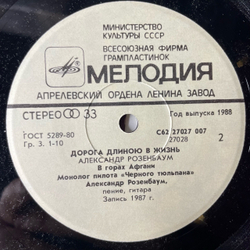 МИНИСТЕРСТВО
КУЛЬТУРЫ СССР
ВСЕСОЮЗНАЯ ФИРМА
ГРАМПЛАСТИНОК
МЕЛОДИЯ
АПРЕЛЕВСКИЙ ОРДЕНА ЛЕНИНА ЗАВОД
СТЕРЕО 33 Год выпуска 1988
ГОСТ 5289-80 С62 27027 007
Гр. 3. 1-10 27028 2
ДОРОГА ДЛИНОЮ В ЖИЗНЬ
АЛЕКСАНДР РОЗЕНБАУМ
В горах Афгани
Монолог пилота «Черного тюльпана»
Александр Розенбаум,
пение, гитара
Запись 1987 г.